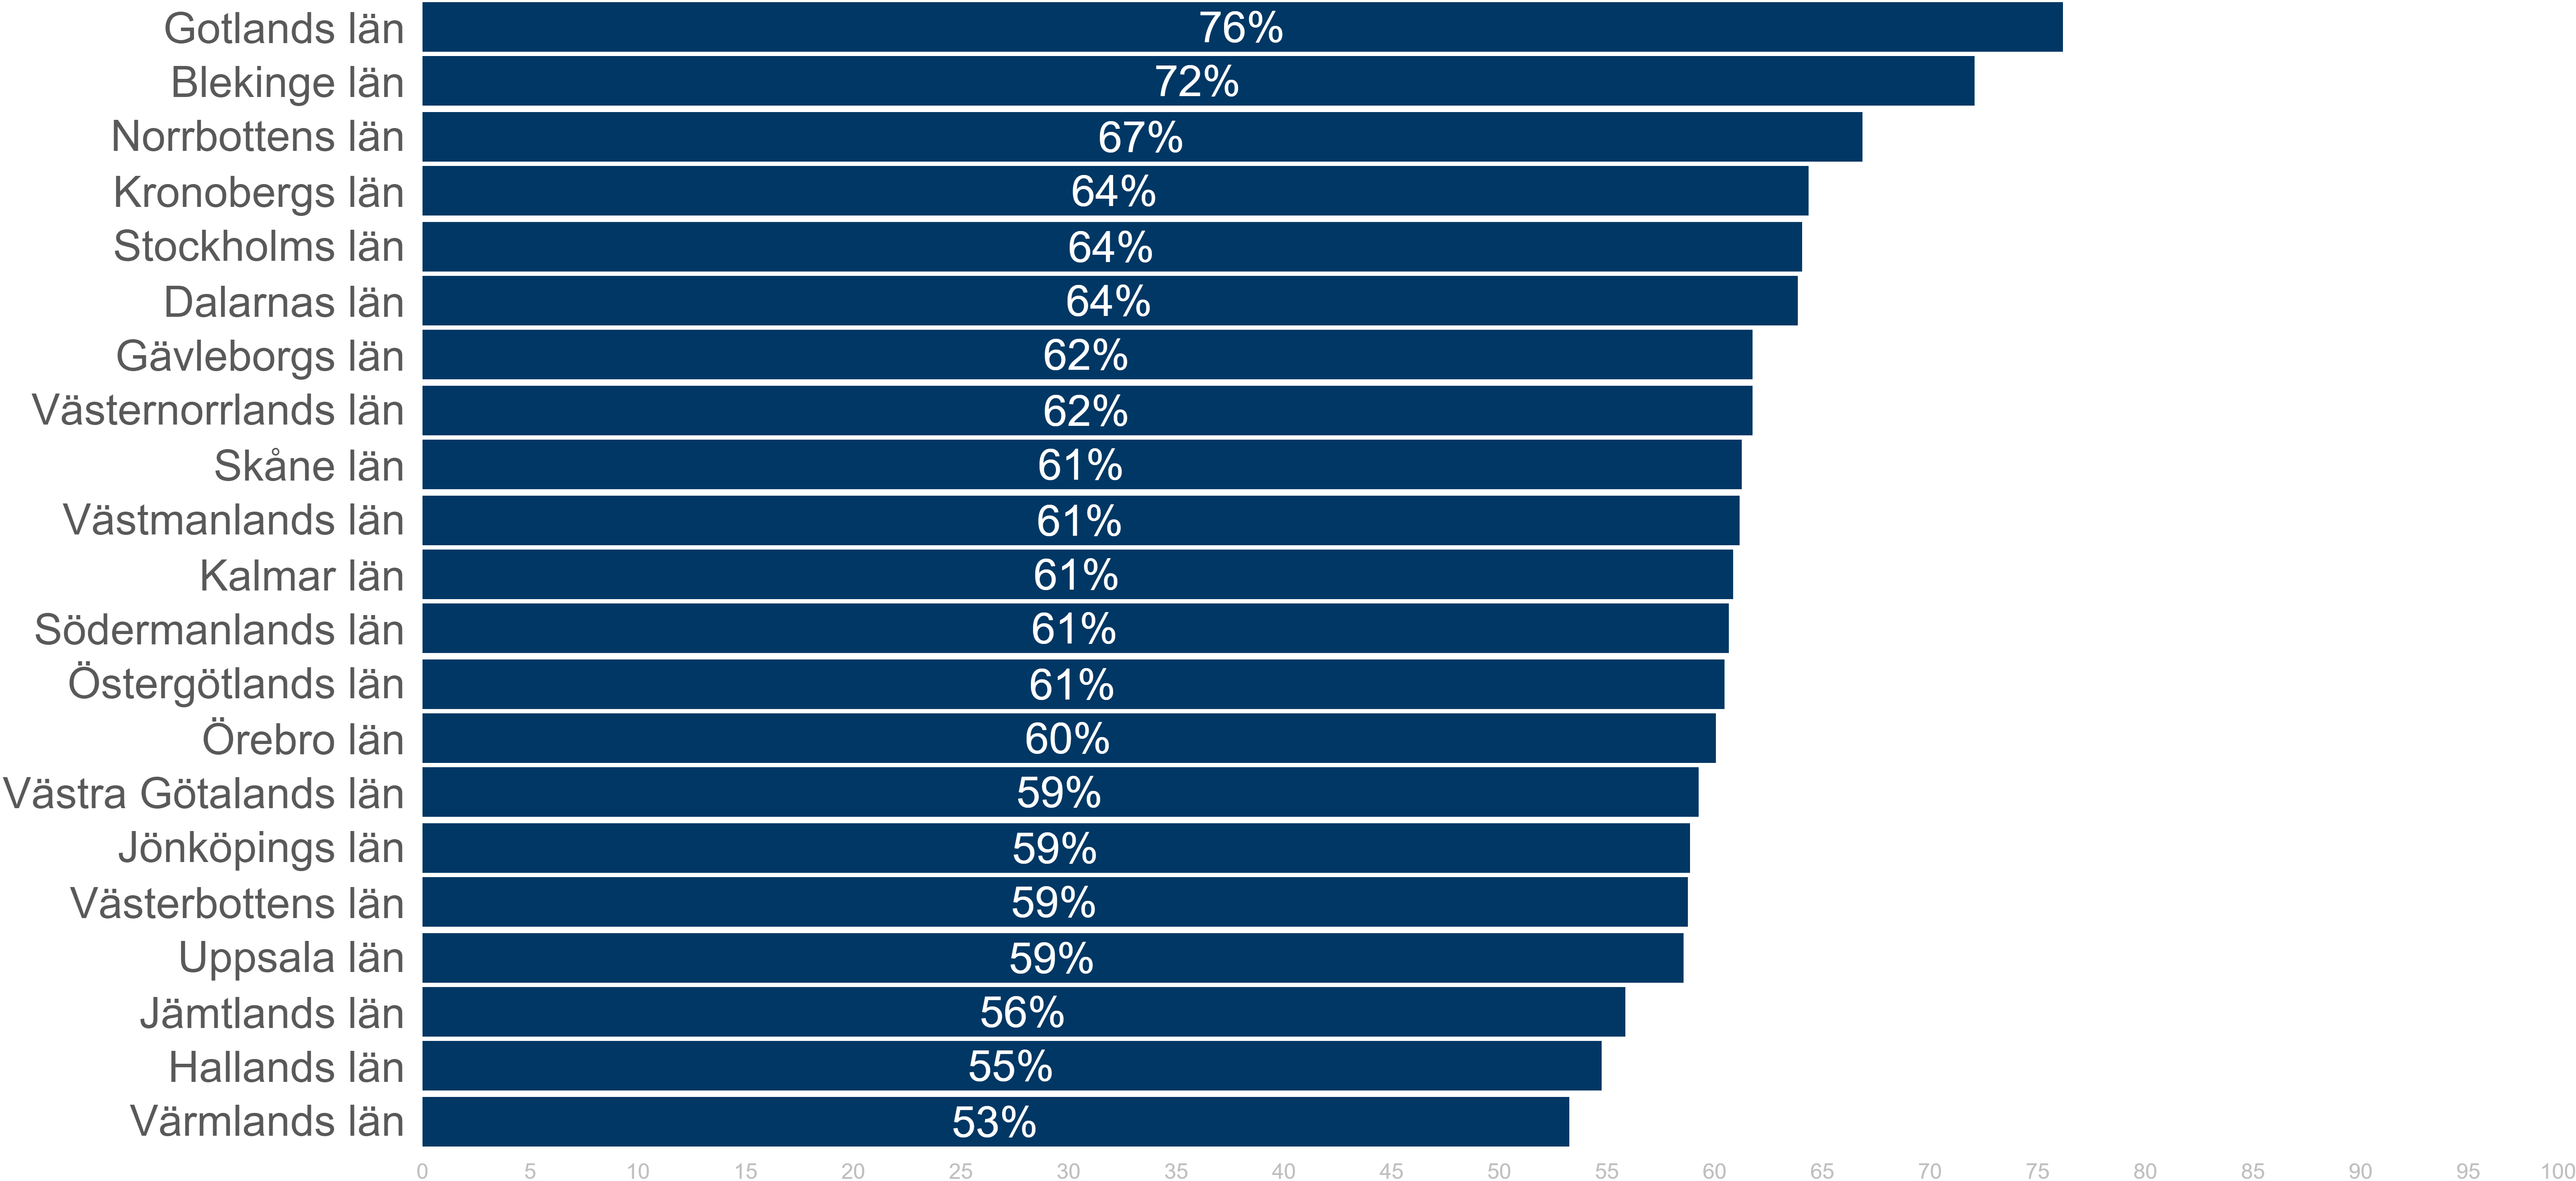 Gotlands län 76%
Blekinge län 72%
Norrbottens län 67%
Kronobergs län 64%
Stockholms län 64%
Dalarnas län 64%
Gävleborgs län 62%
Västernorrlands län 62%
Skåne län 61%
Västmanlands län 61%
Kalmar län 61%
Södermanlands län 61%
Östergötlands län 61%
Örebro län 60%
Västra Götalands län 59%
Jönköpings län 59%
Västerbottens län 59%
Uppsala län 59%
Jämtlands län 56%
Hallands län 55%
Värmlands län 53%
0 5 10 15 20 25 30 35 40 45 50 55 60 65 70 75 80 85 90 95 100